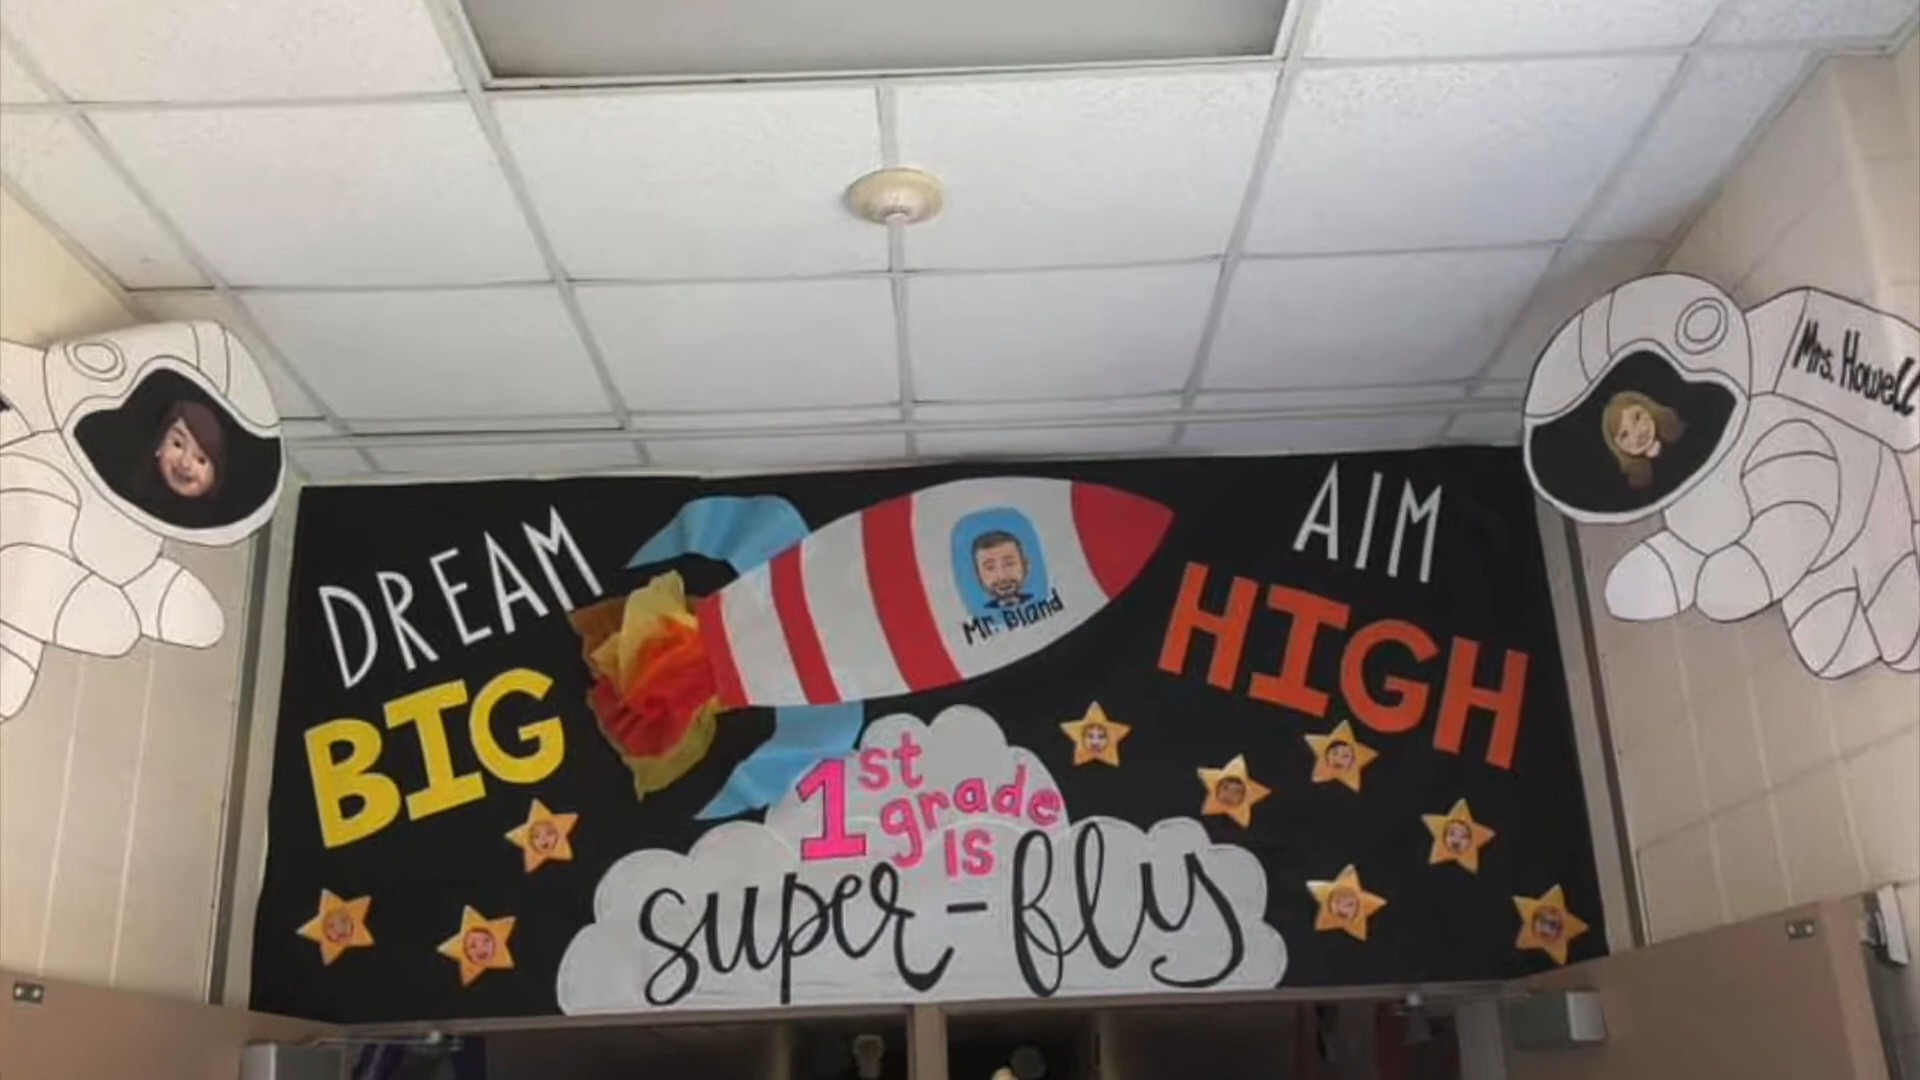 DREAM
BIG
Mr. Bland
AIM
HIGH
Mrs. Howell
1st
grade
is
super-fly